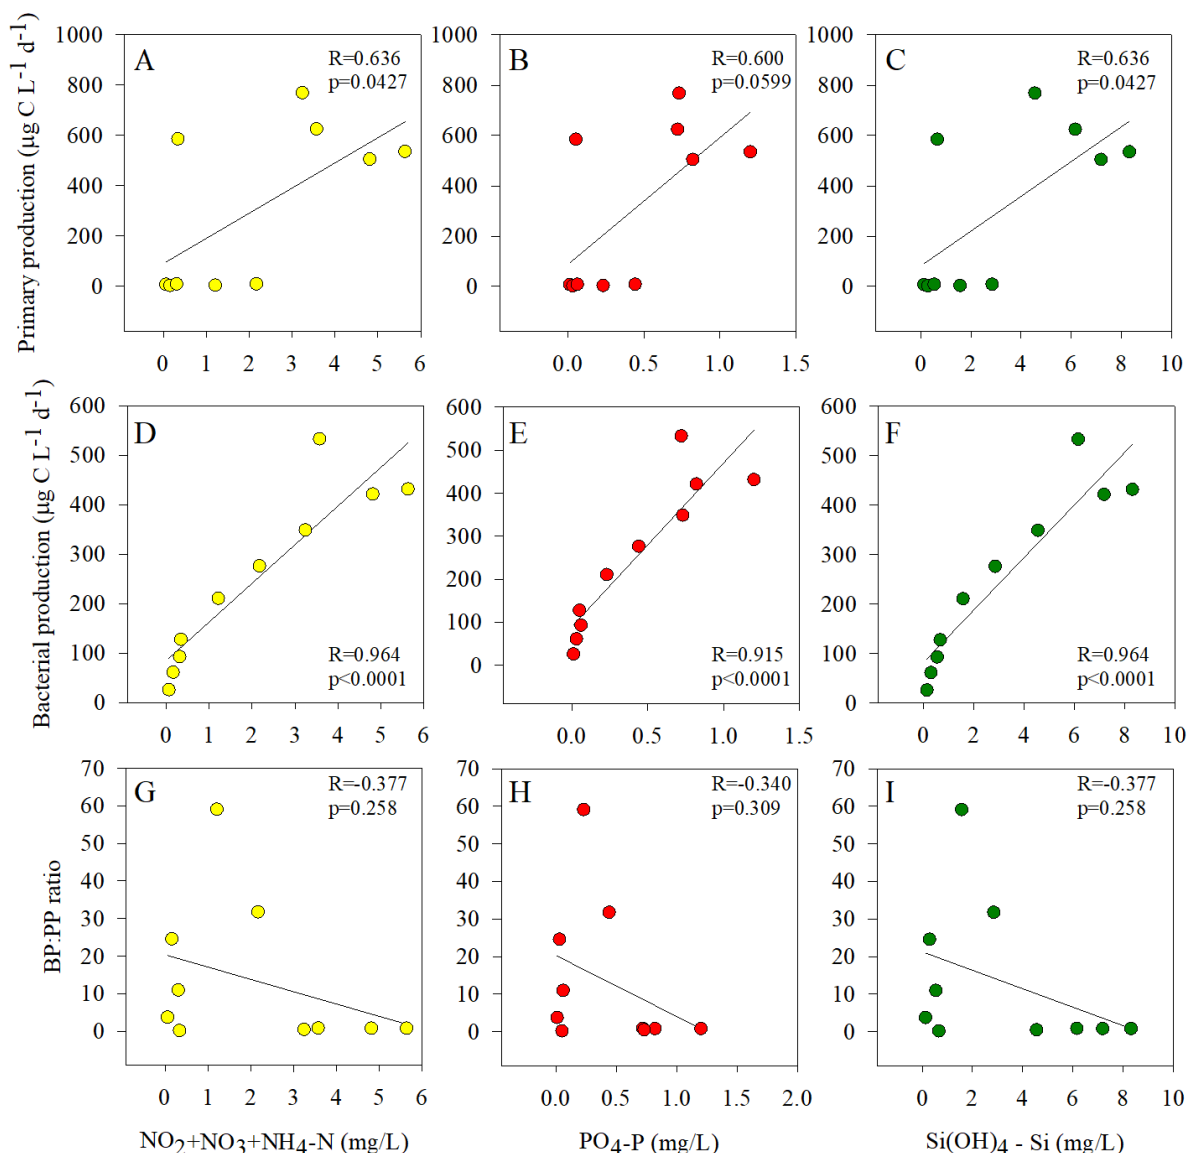 Primary production (µg C L⁻¹ d⁻¹)
1000
800
600
400
200
0
A
R=0.636
p=0.0427
0 1 2 3 4 5 6
1000
800
600
400
200
0
B
R=0.600
p=0.0599
0.0 0.5 1.0 1.5
1000
800
600
400
200
0
C
R=0.636
p=0.0427
0 2 4 6 8 10
Bacterial production (µg C L⁻¹ d⁻¹)
600
500
400
300
200
100
0
D
R=0.964
p<0.0001
0 1 2 3 4 5 6
600
500
400
300
200
100
0
E
R=0.915
p<0.0001
0.0 0.5 1.0 1.5
600
500
400
300
200
100
0
F
R=0.964
p<0.0001
0 2 4 6 8 10
BP:PP ratio
70
60
50
40
30
20
10
0
G
R=-0.377
p=0.258
0 1 2 3 4 5 6
NO₂+NO₃+NH₄-N (mg/L)
70
60
50
40
30
20
10
0
H
R=-0.340
p=0.309
0.0 0.5 1.0 1.5 2.0
PO₄-P (mg/L)
70
60
50
40
30
20
10
0
I
R=-0.377
p=0.258
0 2 4 6 8 10
Si(OH)₄ - Si (mg/L)